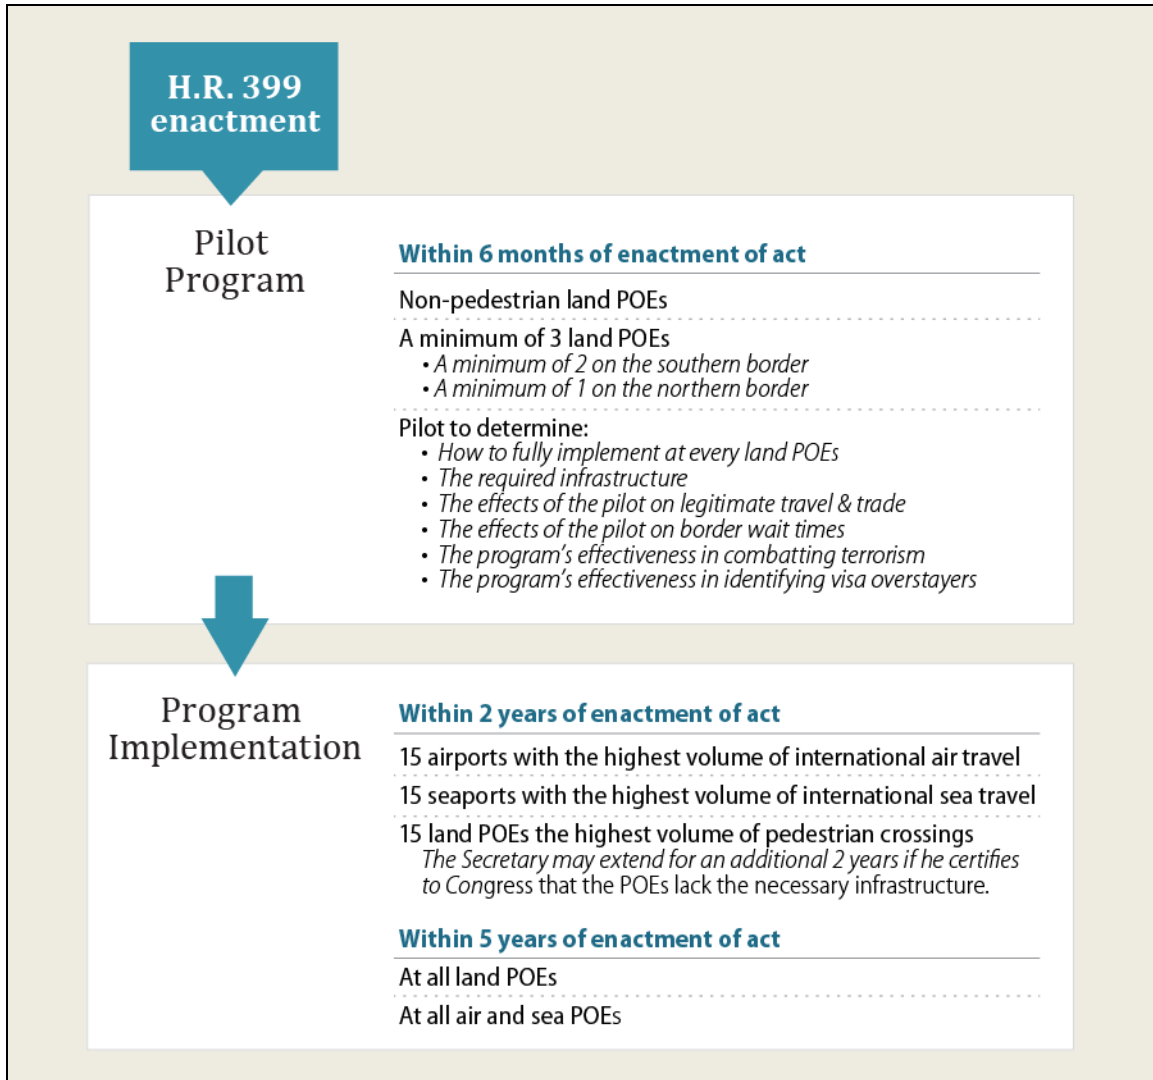 H.R. 399
enactment
Pilot
Program
Within 6 months of enactment of act
Non-pedestrian land POEs
A minimum of 3 land POEs
• A minimum of 2 on the southern border
• A minimum of 1 on the northern border
Pilot to determine:
• How to fully implement at every land POEs
• The required infrastructure
• The effects of the pilot on legitimate travel & trade
• The effects of the pilot on border wait times
• The program's effectiveness in combatting terrorism
• The program's effectiveness in identifying visa overstayers
Program
Implementation
Within 2 years of enactment of act
15 airports with the highest volume of international air travel
15 seaports with the highest volume of international sea travel
15 land POEs the highest volume of pedestrian crossings
The Secretary may extend for an additional 2 years if he certifies
to Congress that the POEs lack the necessary infrastructure.
Within 5 years of enactment of act
At all land POEs
At all air and sea POEs